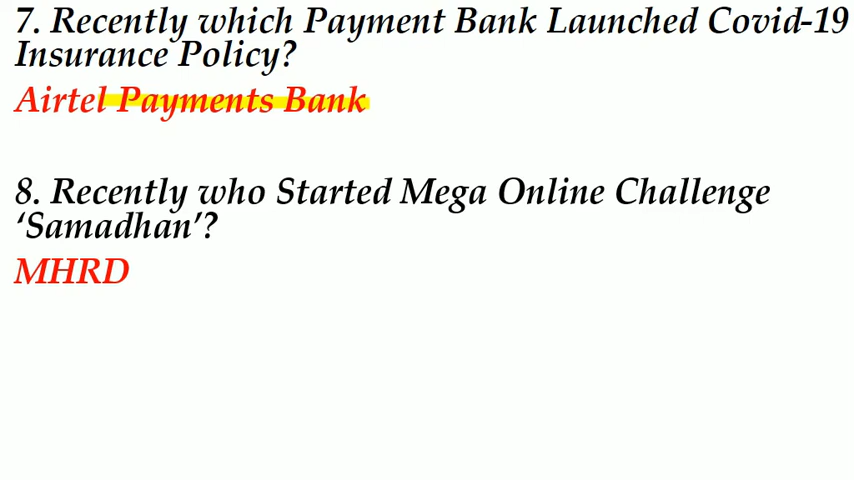 7. Recently which Payment Bank Launched Covid-19
Insurance Policy?
Airtel Payments Bank
8. Recently who Started Mega Online Challenge
‘Samadhan’?
MHRD